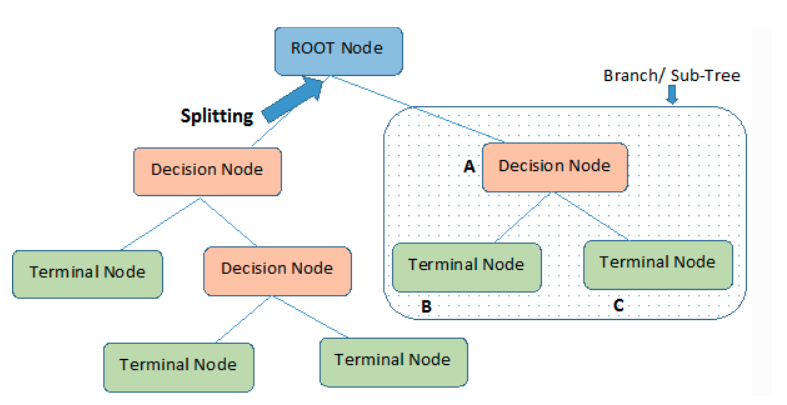 ROOT Node
Branch/ Sub-Tree
Splitting
Decision Node
A
Decision Node
Terminal Node
Decision Node
Terminal Node
Terminal Node
B
C
Terminal Node
Terminal Node